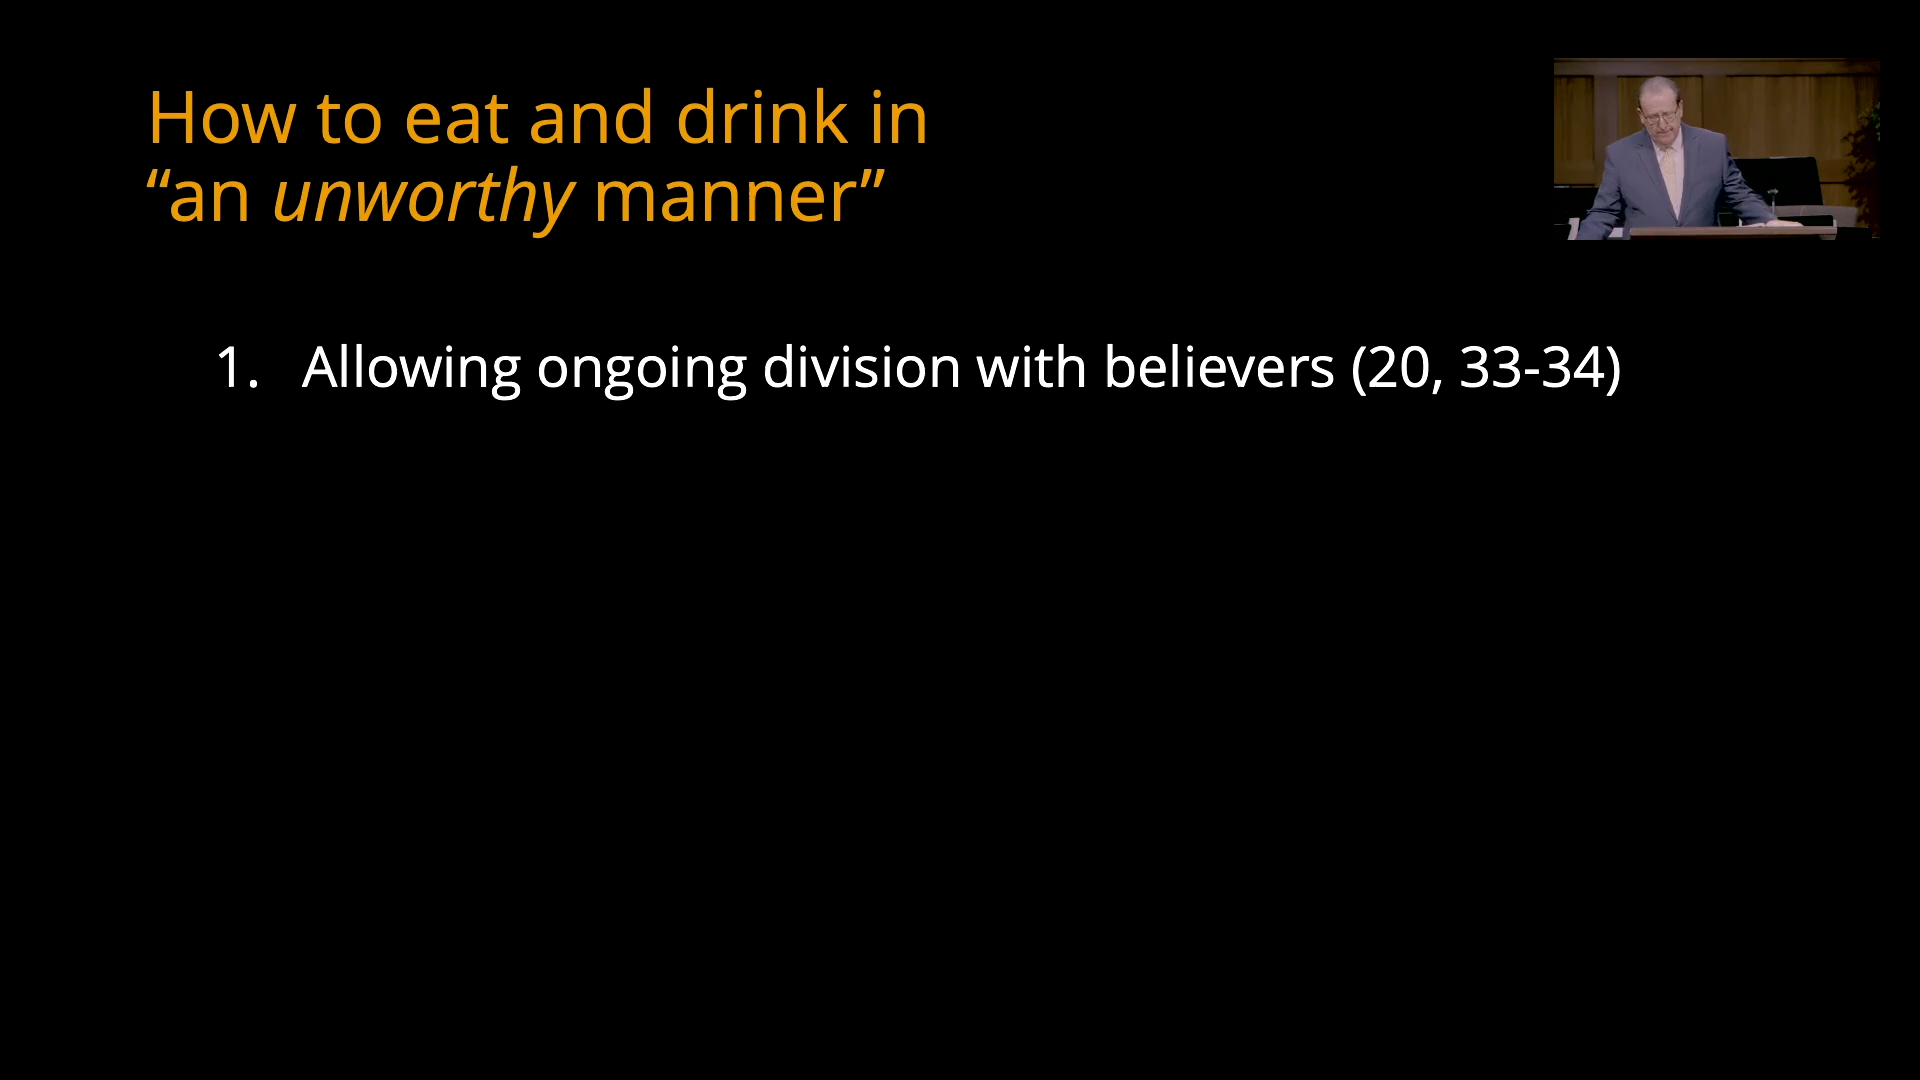 How to eat and drink in
“an unworthy manner”
1. Allowing ongoing division with believers (20, 33-34)